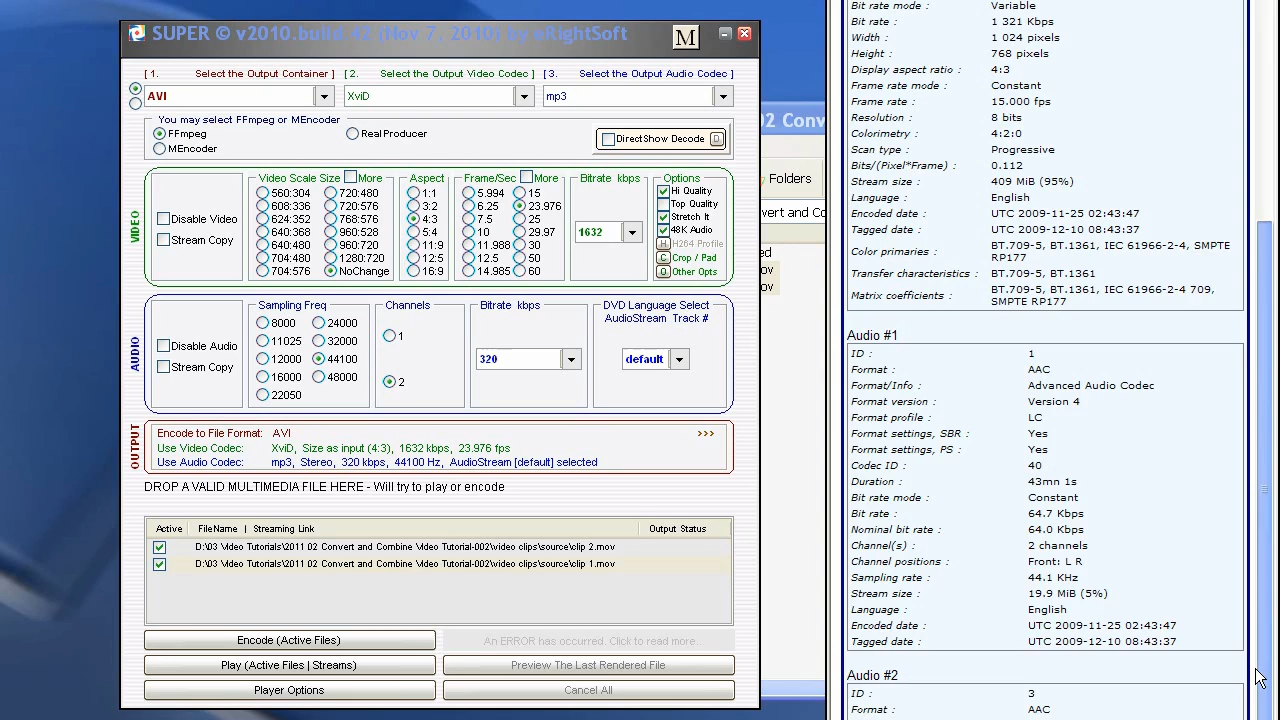 SUPER © v2010.build.42 (Nov 7, 2010) by eRightSoft
M
[ 1. Select the Output Container ] [ 2. Select the Output Video Codec ] [ 3. Select the Output Audio Codec ]
AVI XviD mp3
You may select FFmpeg or MEncoder
FFmpeg RealProducer
MEncoder
DirectShow Decode D
VIDEO
Disable Video
Stream Copy
Video Scale Size More
560:304 720:480
608:336 720:576
624:352 768:576
640:368 960:528
640:480 960:720
704:480 1280:720
704:576 NoChange
Aspect
1:1
3:2
4:3
5:4
11:9
12:5
16:9
Frame/Sec More
5.994 15
6.25 23.976
7.5 25
10 29.97
11.988 30
12.5 50
14.985 60
Bitrate kbps
1632
Options
Hi Quality
Top Quality
Stretch It
48K Audio
H H264 Profile
C Crop / Pad
O Other Opts
AUDIO
Disable Audio
Stream Copy
Sampling Freq
8000 24000
11025 32000
12000 44100
16000 48000
22050
Channels
1
2
Bitrate kbps
320
DVD Language Select
AudioStream Track #
default
OUTPUT
Encode to File Format: AVI >>>
Use Video Codec: XviD, Size as input (4:3), 1632 kbps, 23.976 fps
Use Audio Codec: mp3, Stereo, 320 kbps, 44100 Hz, AudioStream [default] selected
DROP A VALID MULTIMEDIA FILE HERE - Will try to play or encode
Active FileName | Streaming Link Output Status
D:\03 Video Tutorials\2011 02 Convert and Combine Video Tutorial-002\video clips\source\clip 2.mov
D:\03 Video Tutorials\2011 02 Convert and Combine Video Tutorial-002\video clips\source\clip 1.mov
Encode (Active Files) An ERROR has occurred. Click to read more..
Play (Active Files | Streams) Preview The Last Rendered File
Player Options Cancel All
02 Conv
Folders
vert and Co
ed
ov
ov
Bit rate mode : Variable
Bit rate : 1 321 Kbps
Width : 1 024 pixels
Height : 768 pixels
Display aspect ratio : 4:3
Frame rate mode : Constant
Frame rate : 15.000 fps
Resolution : 8 bits
Colorimetry : 4:2:0
Scan type : Progressive
Bits/(Pixel*Frame) : 0.112
Stream size : 409 MiB (95%)
Language : English
Encoded date : UTC 2009-11-25 02:43:47
Tagged date : UTC 2009-12-10 08:43:37
Color primaries : BT.709-5, BT.1361, IEC 61966-2-4, SMPTE
RP177
Transfer characteristics : BT.709-5, BT.1361
Matrix coefficients : BT.709-5, BT.1361, IEC 61966-2-4 709,
SMPTE RP177
Audio #1
ID : 1
Format : AAC
Format/Info : Advanced Audio Codec
Format version : Version 4
Format profile : LC
Format settings, SBR : Yes
Format settings, PS : Yes
Codec ID : 40
Duration : 43mn 1s
Bit rate mode : Constant
Bit rate : 64.7 Kbps
Nominal bit rate : 64.0 Kbps
Channel(s) : 2 channels
Channel positions : Front: L R
Sampling rate : 44.1 KHz
Stream size : 19.9 MiB (5%)
Language : English
Encoded date : UTC 2009-11-25 02:43:47
Tagged date : UTC 2009-12-10 08:43:37
Audio #2
ID : 3
Format : AAC